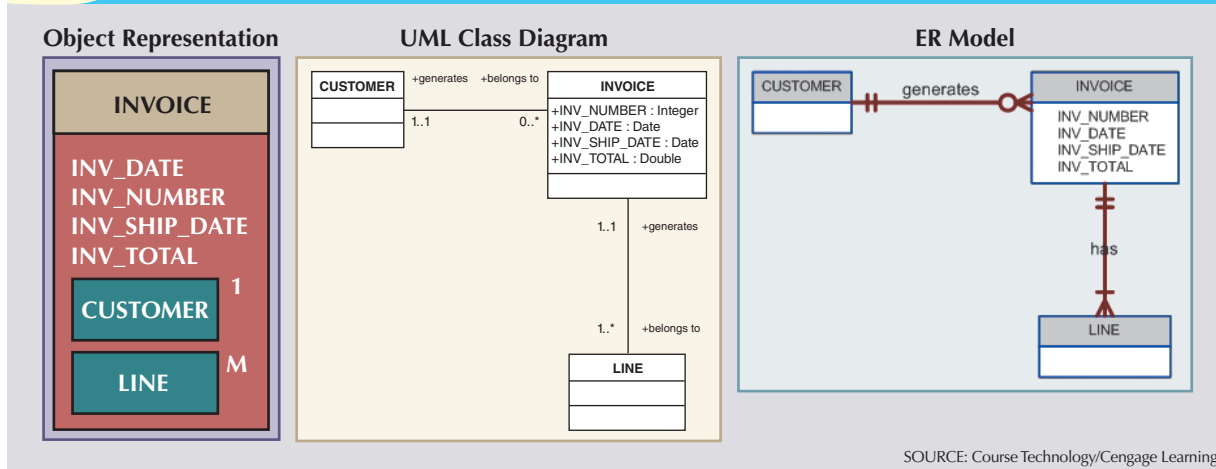 Object Representation
INVOICE
INV_DATE
INV_NUMBER
INV_SHIP_DATE
INV_TOTAL
CUSTOMER
1
LINE
M
UML Class Diagram
CUSTOMER
+generates
+belongs to
1..1
0..*
INVOICE
+INV_NUMBER : Integer
+INV_DATE : Date
+INV_SHIP_DATE : Date
+INV_TOTAL : Double
1..1
+generates
1..*
+belongs to
LINE
ER Model
CUSTOMER
generates
INVOICE
INV_NUMBER
INV_DATE
INV_SHIP_DATE
INV_TOTAL
has
LINE
SOURCE: Course Technology/Cengage Learning